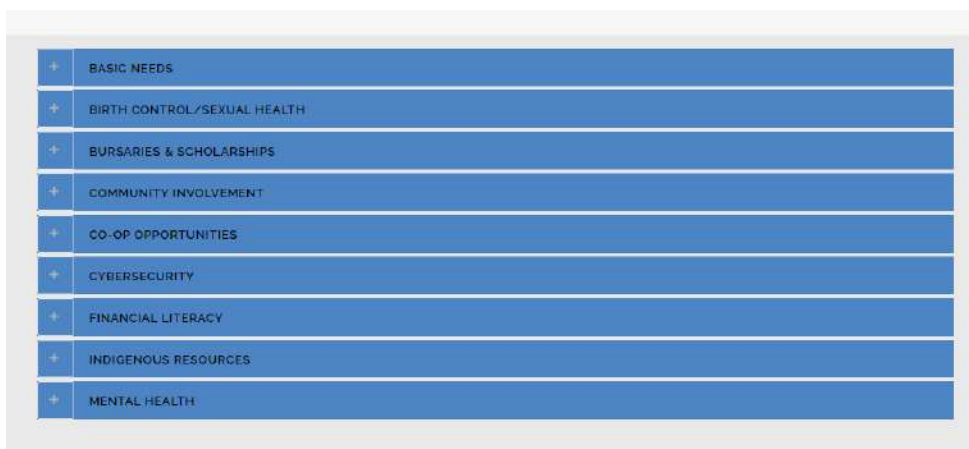 BASIC NEEDS
BIRTH CONTROL/SEXUAL HEALTH
BURSARIES & SCHOLARSHIPS
COMMUNITY INVOLVEMENT
CO-OP OPPORTUNITIES
CYBERSECURITY
FINANCIAL LITERACY
INDIGENOUS RESOURCES
MENTAL HEALTH